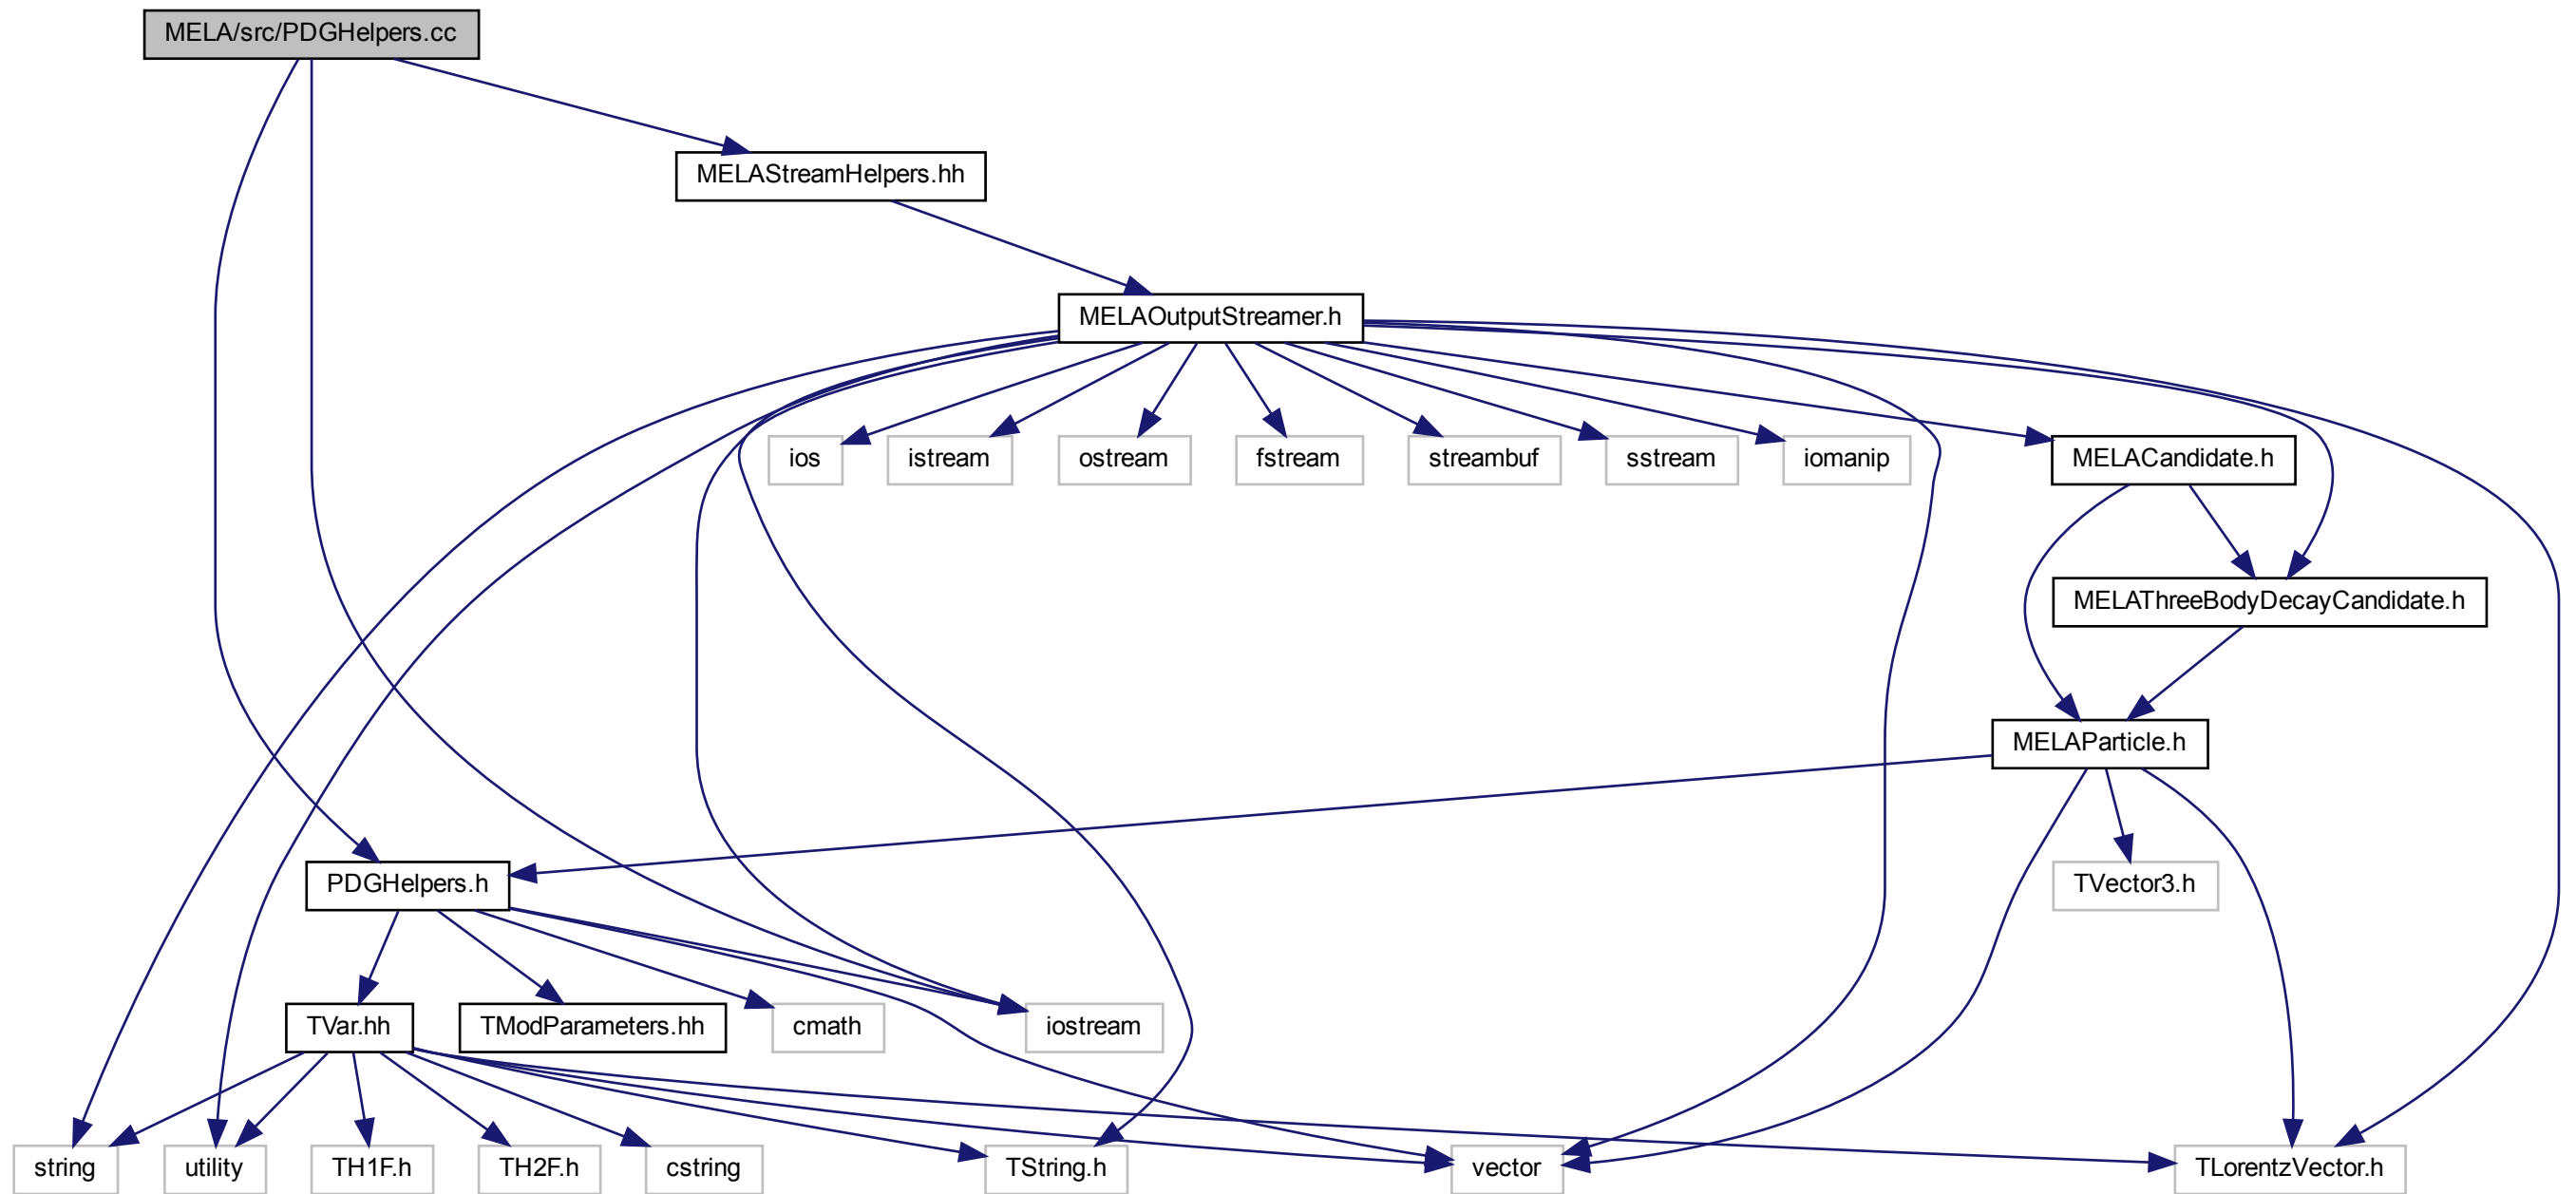 MELA/src/PDGHelpers.cc
MELAStreamHelpers.hh
MELAOutputStreamer.h
ios
istream
ostream
fstream
streambuf
sstream
iomanip
MELACandidate.h
MELAThreeBodyDecayCandidate.h
MELAParticle.h
PDGHelpers.h
TVector3.h
TVar.hh
TModParameters.hh
cmath
iostream
string
utility
TH1F.h
TH2F.h
cstring
TString.h
vector
TLorentzVector.h